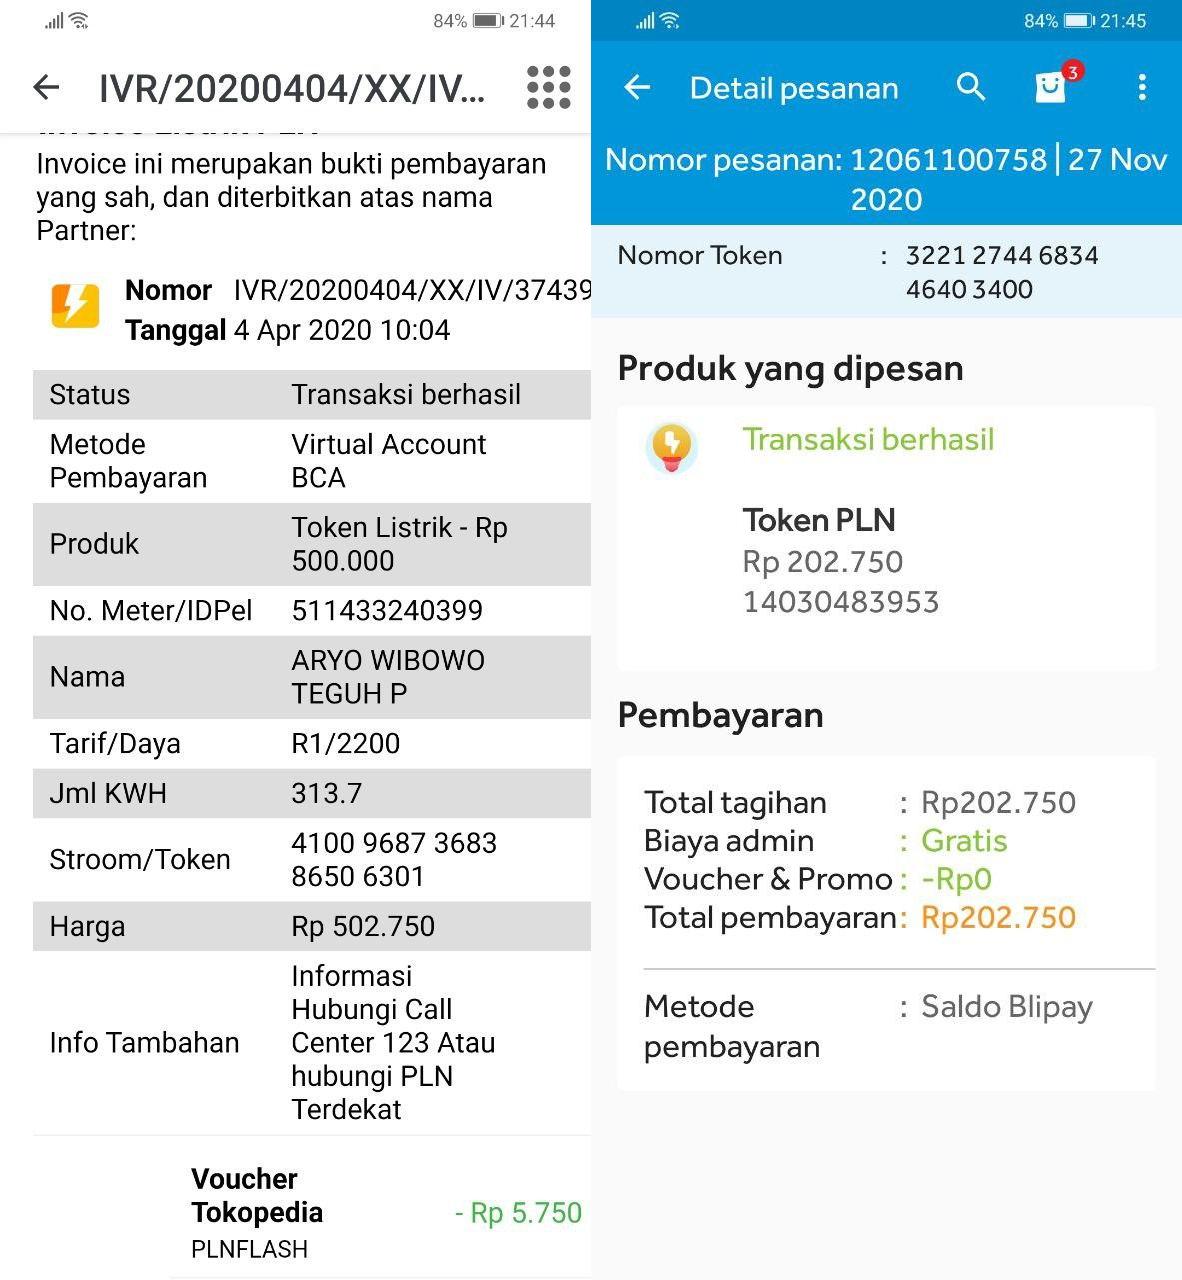 84% 21:44
IVR/20200404/XX/IV...
Invoice Listrik PLN
Invoice ini merupakan bukti pembayaran
yang sah, dan diterbitkan atas nama
Partner:
Nomor IVR/20200404/XX/IV/37439
Tanggal 4 Apr 2020 10:04
Status Transaksi berhasil
Metode Pembayaran Virtual Account BCA
Produk Token Listrik - Rp 500.000
No. Meter/IDPel 511433240399
Nama ARYO WIBOWO TEGUH P
Tarif/Daya R1/2200
Jml KWH 313.7
Stroom/Token 4100 9687 3683 8650 6301
Harga Rp 502.750
Info Tambahan Informasi Hubungi Call Center 123 Atau hubungi PLN Terdekat
Voucher
Tokopedia - Rp 5.750
PLNFLASH
84% 21:45
Detail pesanan 3
Nomor pesanan: 12061100758 | 27 Nov
2020
Nomor Token : 3221 2744 6834
4640 3400
Produk yang dipesan
Transaksi berhasil
Token PLN
Rp 202.750
14030483953
Pembayaran
Total tagihan : Rp202.750
Biaya admin : Gratis
Voucher & Promo : -Rp0
Total pembayaran: Rp202.750
Metode : Saldo Blipay
pembayaran